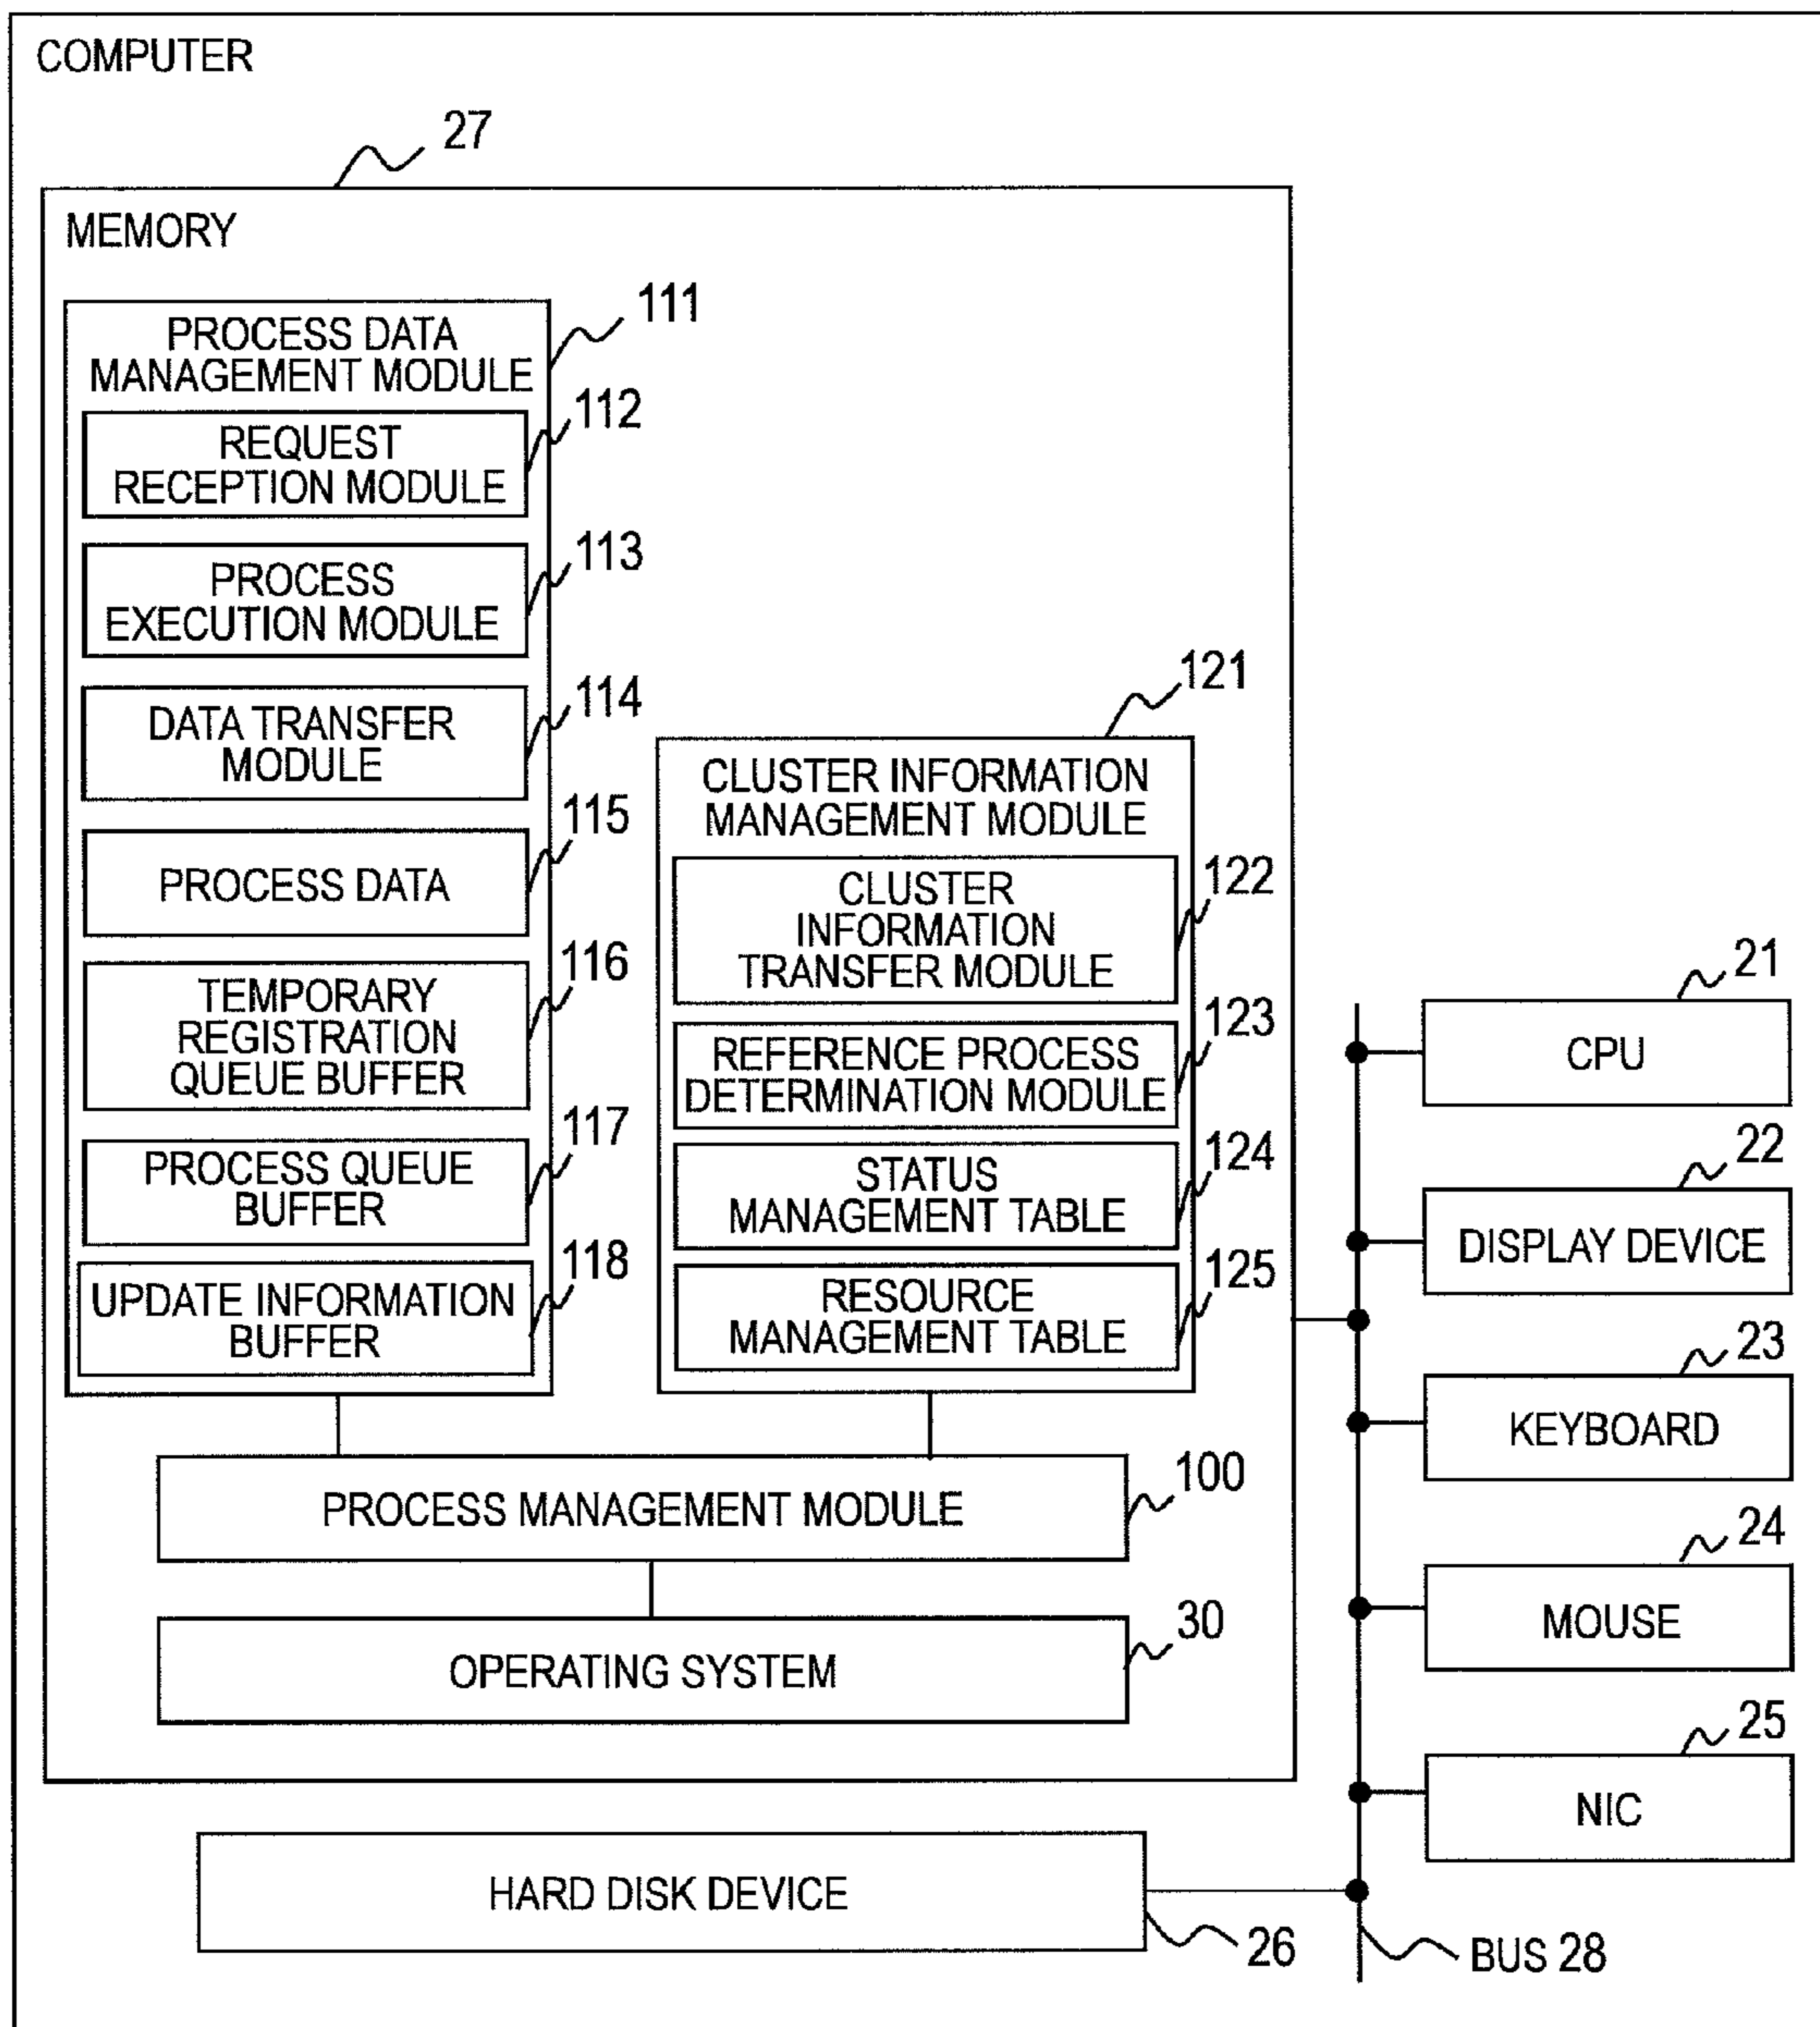 COMPUTER
27
MEMORY
PROCESS DATA
MANAGEMENT MODULE
111
REQUEST
RECEPTION MODULE
112
PROCESS
EXECUTION MODULE
113
DATA TRANSFER
MODULE
114
PROCESS DATA
115
TEMPORARY
REGISTRATION
QUEUE BUFFER
116
PROCESS QUEUE
BUFFER
117
UPDATE INFORMATION
BUFFER
118
121
CLUSTER INFORMATION
MANAGEMENT MODULE
CLUSTER
INFORMATION
TRANSFER MODULE
122
REFERENCE PROCESS
DETERMINATION MODULE
123
STATUS
MANAGEMENT TABLE
124
RESOURCE
MANAGEMENT TABLE
125
PROCESS MANAGEMENT MODULE
100
OPERATING SYSTEM
30
HARD DISK DEVICE
26
21
CPU
22
DISPLAY DEVICE
23
KEYBOARD
24
MOUSE
25
NIC
BUS 28